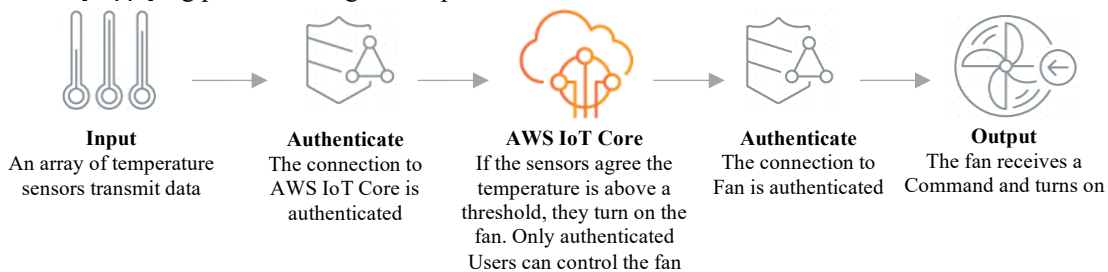 Input
An array of temperature
sensors transmit data
Authenticate
The connection to
AWS IoT Core is
authenticated
AWS IoT Core
If the sensors agree the
temperature is above a
threshold, they turn on the
fan. Only authenticated
Users can control the fan
Authenticate
The connection to
Fan is authenticated
Output
The fan receives a
Command and turns on